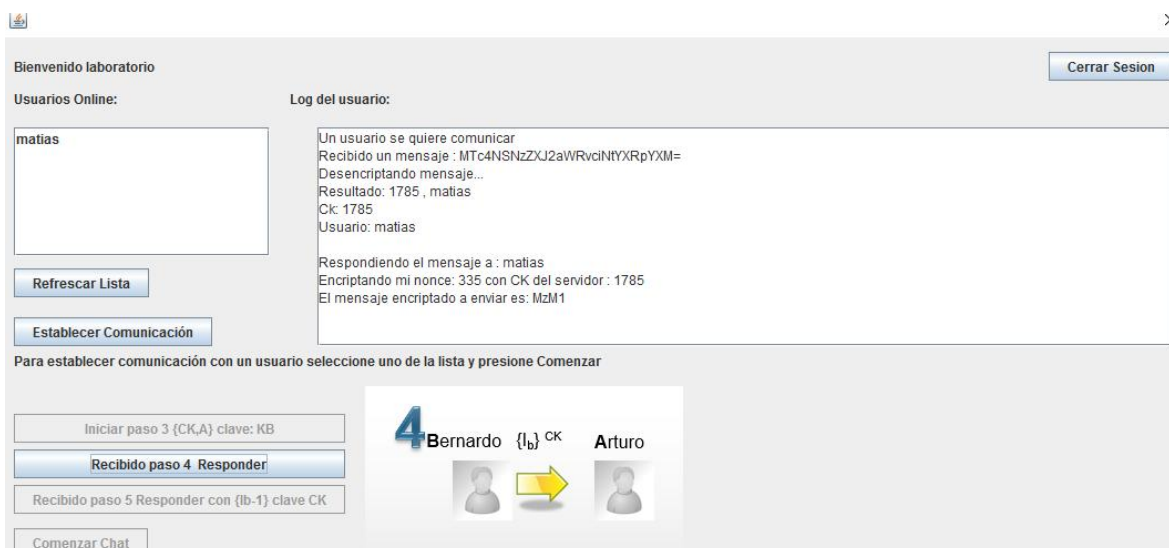 Bienvenido laboratorio
Cerrar Sesion
Usuarios Online:
Log del usuario:
matias
Un usuario se quiere comunicar
Recibido un mensaje : MTc4NSNzZXJ2aWRvciNtYXRpYXM=
Desencriptando mensaje...
Resultado: 1785 , matias
Ck: 1785
Usuario: matias
Respondiendo el mensaje a : matias
Encriptando mi nonce: 335 con CK del servidor : 1785
El mensaje encriptado a enviar es: MzM1
Refrescar Lista
Establecer Comunicación
Para establecer comunicación con un usuario seleccione uno de la lista y presione Comenzar
Iniciar paso 3 {CK,A} clave: KB
Recibido paso 4 Responder
Recibido paso 5 Responder con {Ib-1} clave CK
Comenzar Chat
4 Bernardo {Ib} CK Arturo